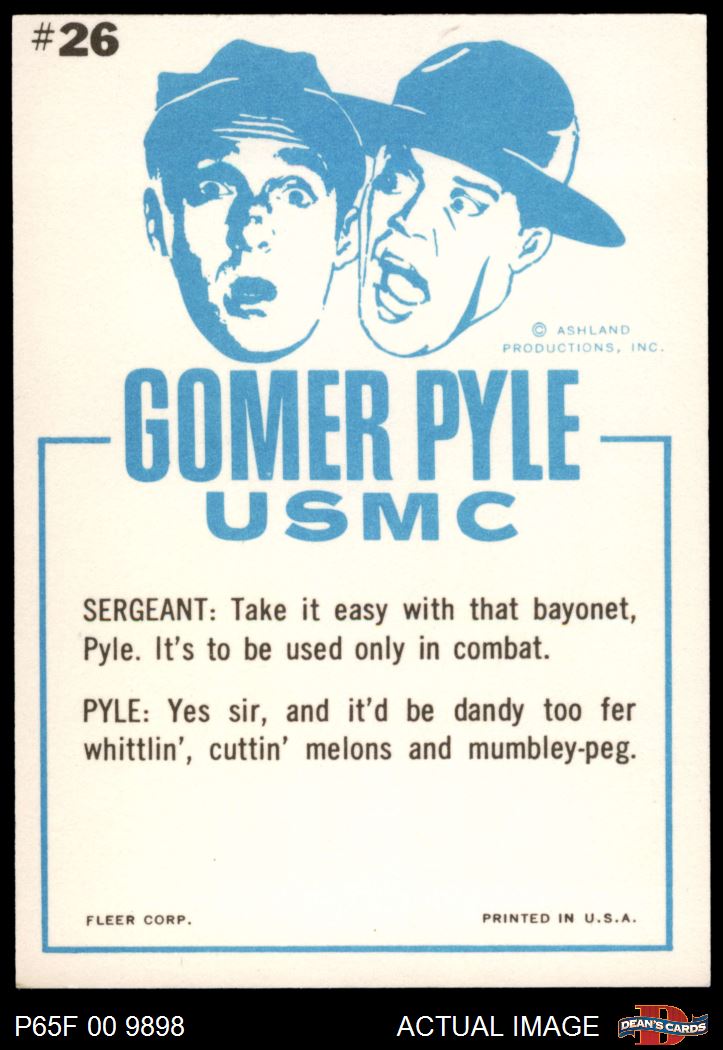 #26
© ASHLAND
PRODUCTIONS, INC.
GOMER PYLE
USMC
SERGEANT: Take it easy with that bayonet,
Pyle. It's to be used only in combat.
PYLE: Yes sir, and it'd be dandy too fer
whittlin', cuttin' melons and mumbley-peg.
FLEER CORP. PRINTED IN U.S.A.
P65F 00 9898 ACTUAL IMAGE D DEAN'S CARDS